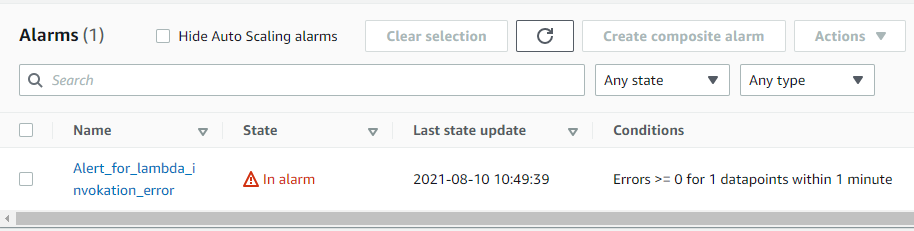 Alarms (1)
Hide Auto Scaling alarms
Clear selection
Create composite alarm
Actions
Search
Any state
Any type
Name
State
Last state update
Conditions
Alert_for_lambda_i
nvokation_error
In alarm
2021-08-10 10:49:39
Errors >= 0 for 1 datapoints within 1 minute